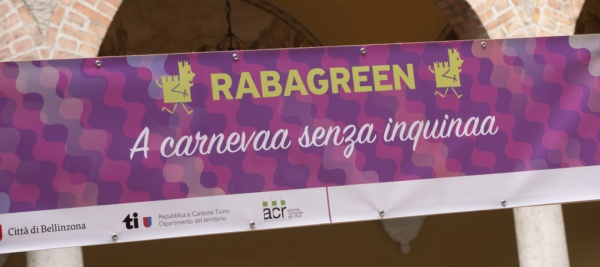 RABAGREEN
A carnevaa senza inquinaa
Città di Bellinzona
ti
Repubblica e Cantone Ticino
Dipartimento del territorio
acr